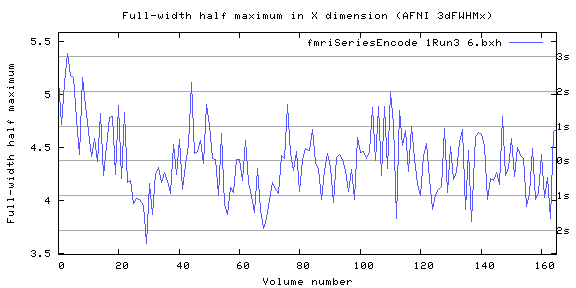 Full-width half maximum in X dimension (AFNI 3dFWHMx)
fmriSeriesEncode 1Run3 6.bxh
Full-width half maximum
5.5
5
4.5
4
3.5
3s
2s
1s
0s
1s
2s
0 20 40 60 80 100 120 140 160
Volume number